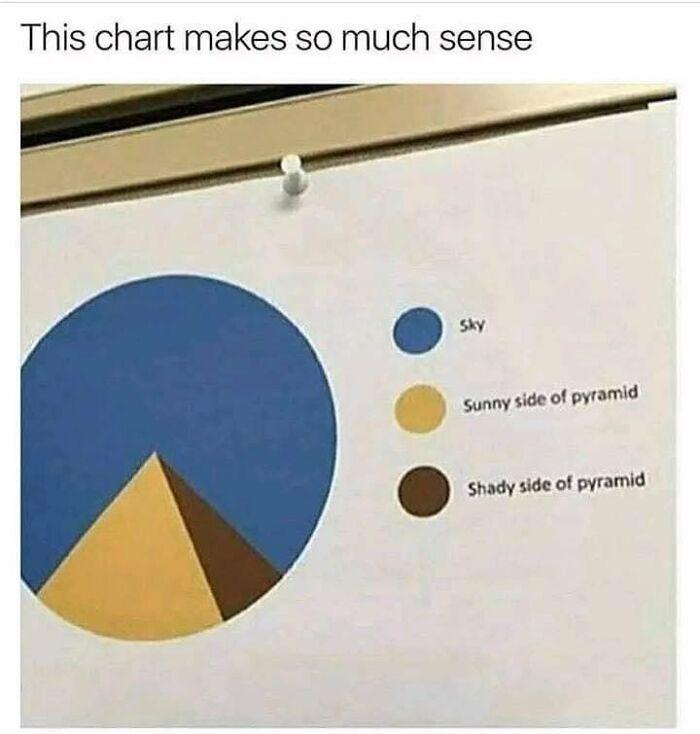 This chart makes so much sense
Sky
Sunny side of pyramid
Shady side of pyramid